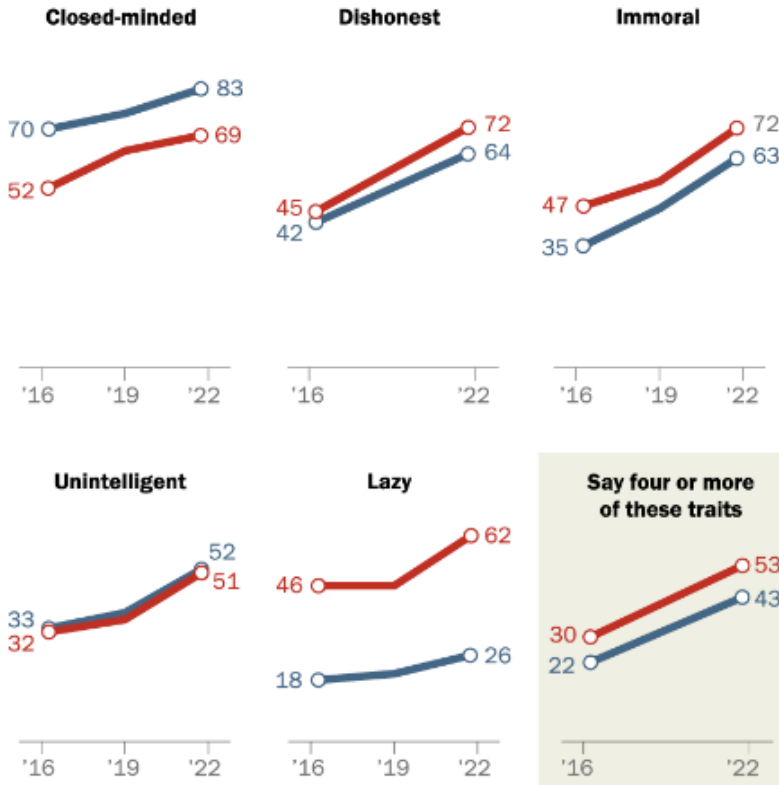 Closed-minded
70
83
52
69
'16 '19 '22
Dishonest
45
42
72
64
'16 '22
Immoral
47
35
72
63
'16 '19 '22
Unintelligent
33
32
52
51
'16 '19 '22
Lazy
46
62
18
26
'16 '19 '22
Say four or more
of these traits
30
22
53
43
'16 '22